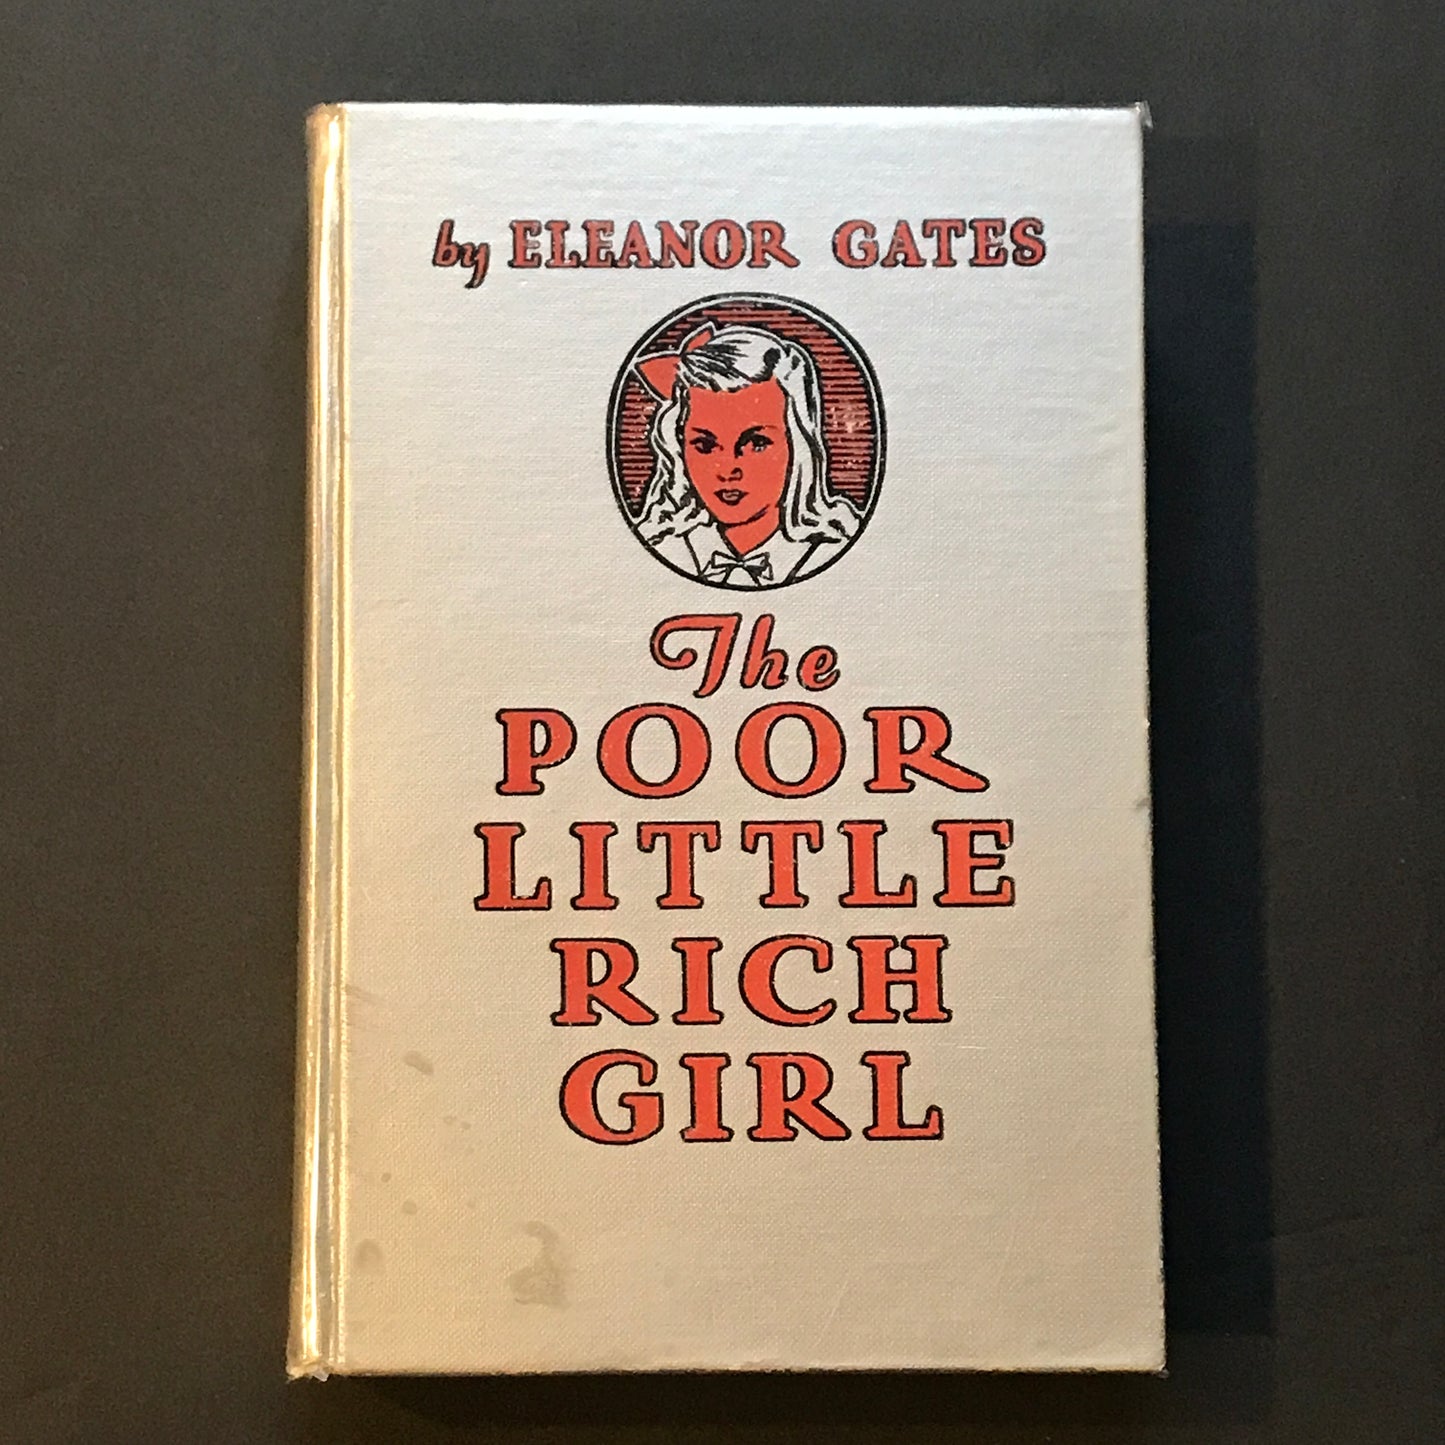 by ELEANOR GATES
The
POOR
LITTLE
RICH
GIRL